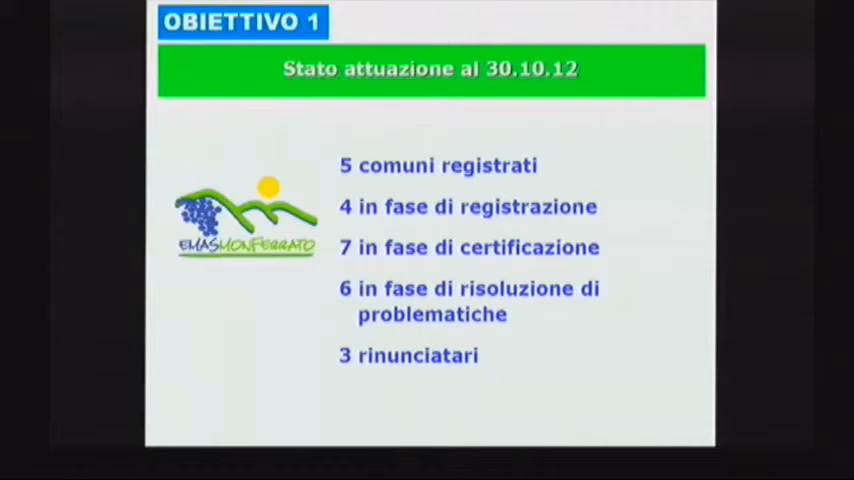 OBIETTIVO 1
Stato attuazione al 30.10.12
5 comuni registrati
4 in fase di registrazione
EMASMONFERRATO
7 in fase di certificazione
6 in fase di risoluzione di
problematiche
3 rinunciatari